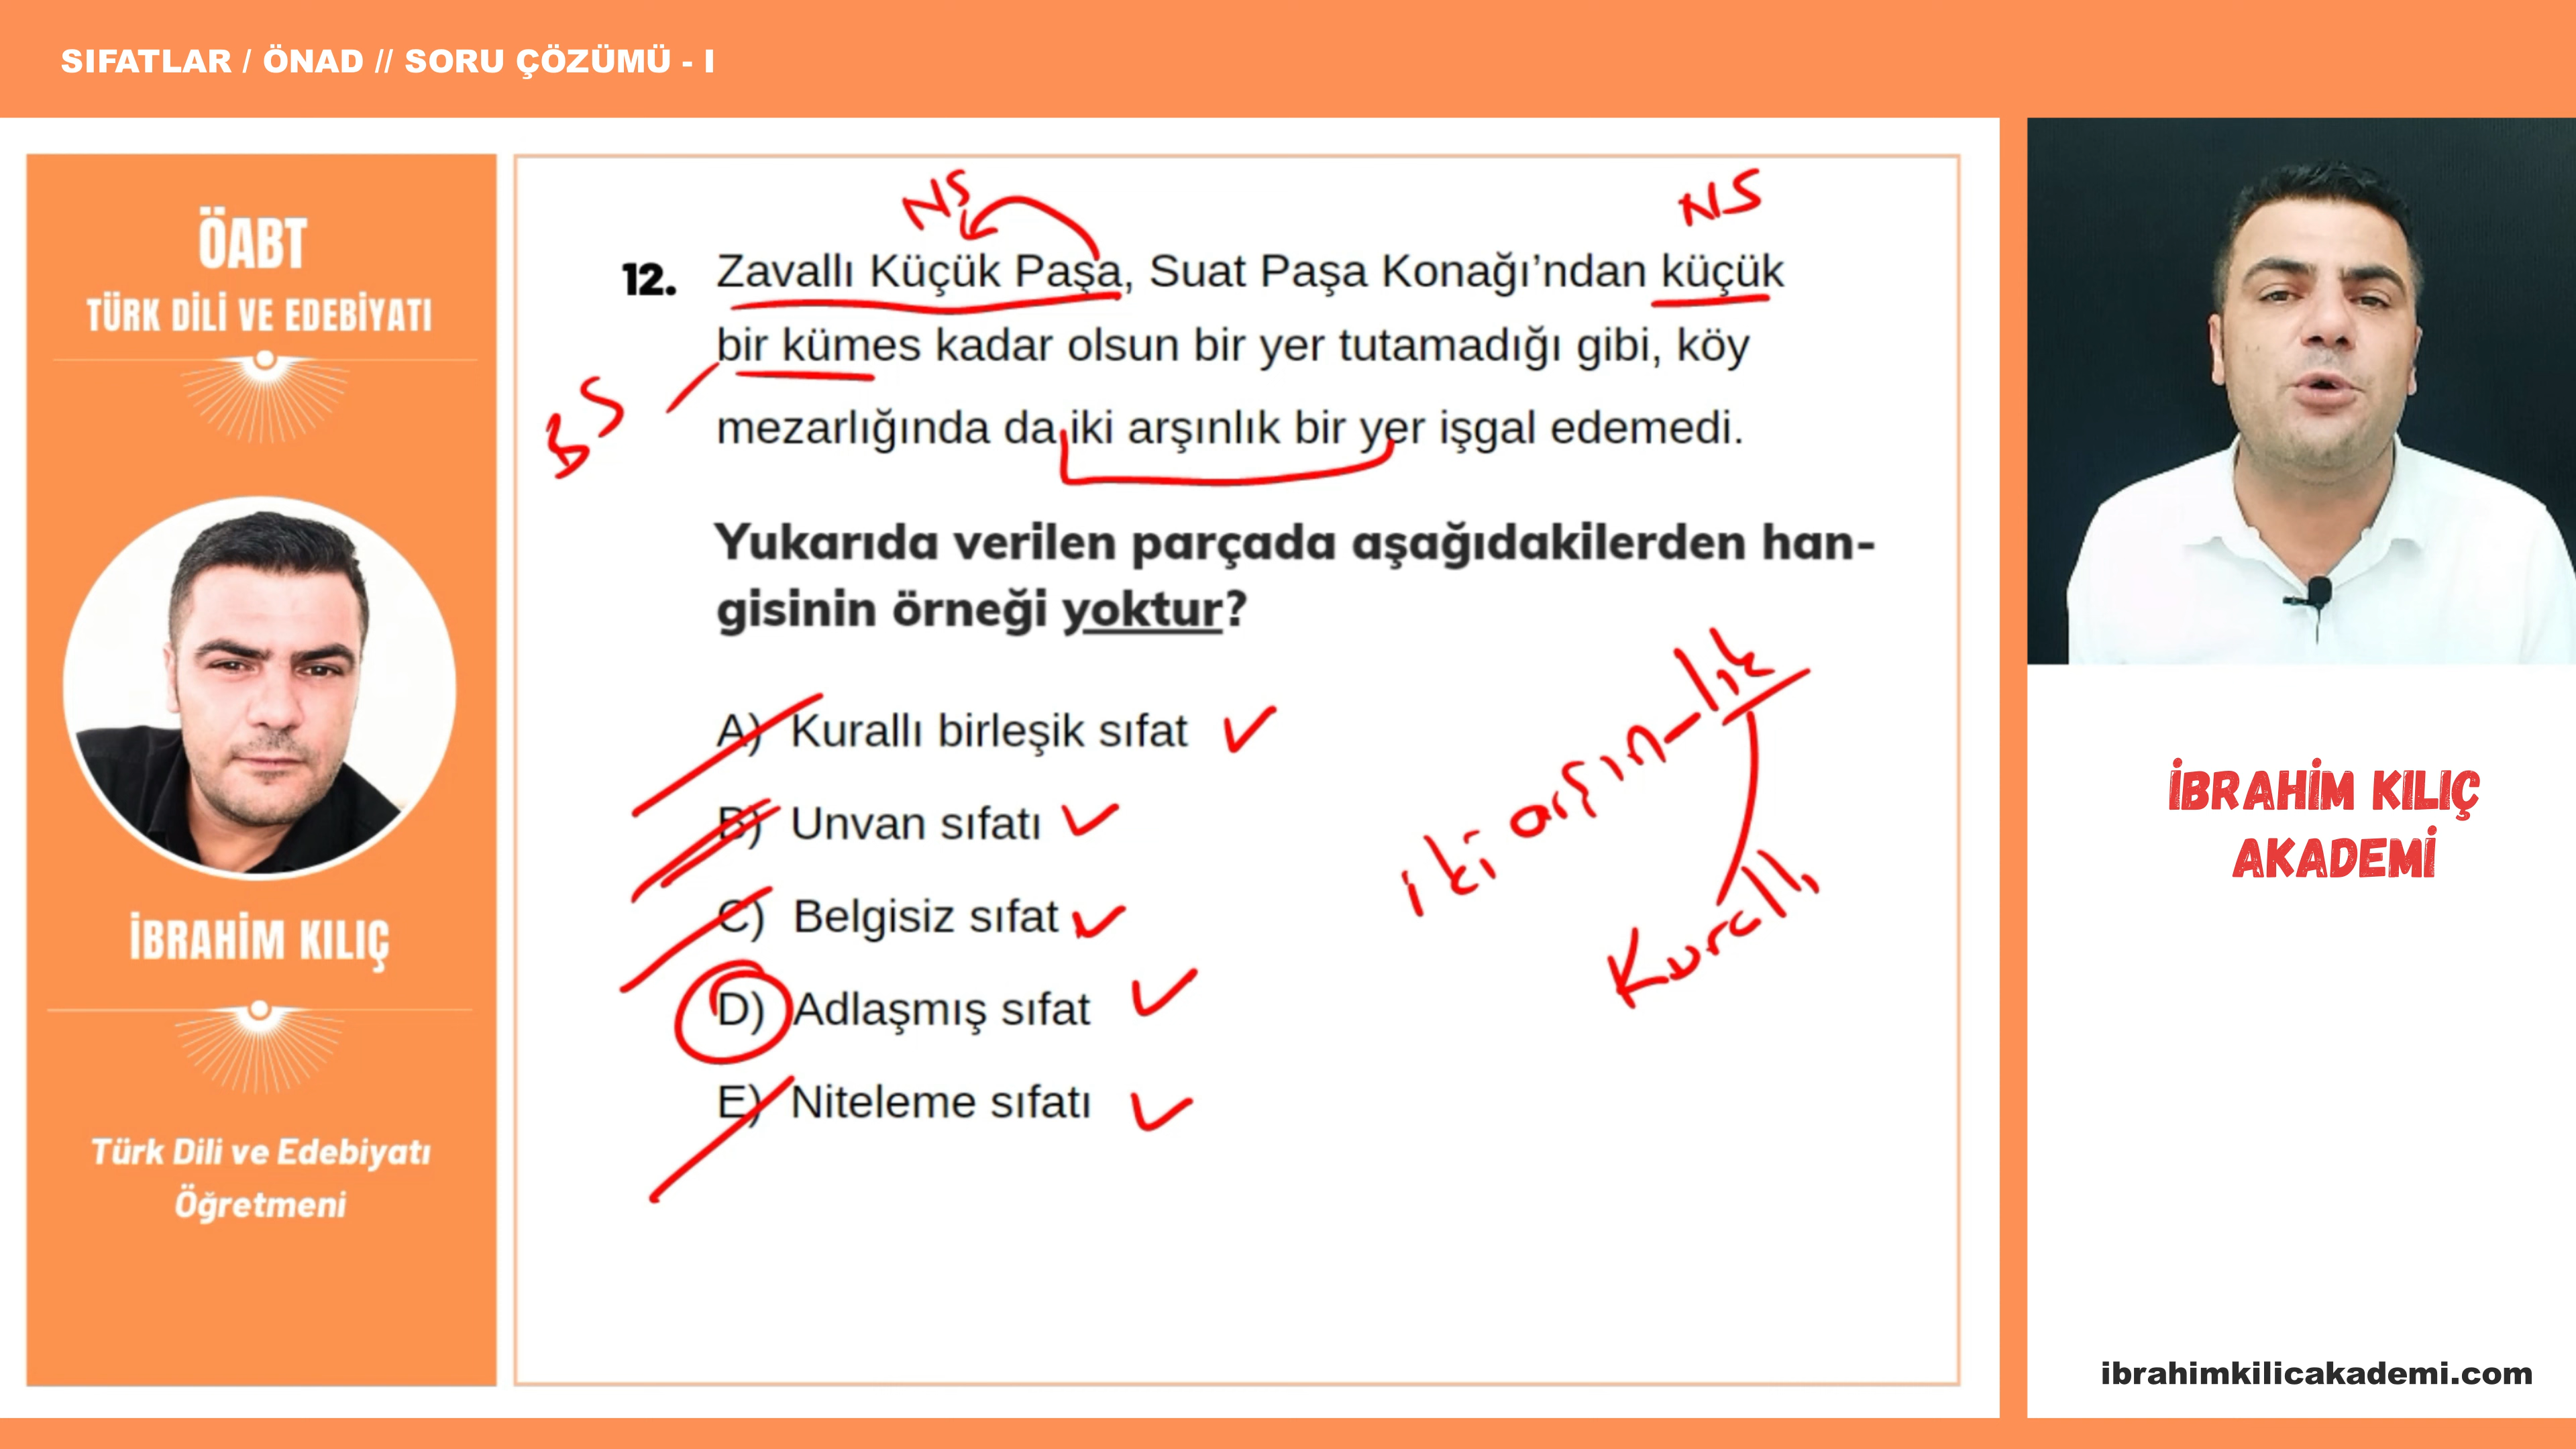 SIFATLAR / ÖNAD // SORU ÇÖZÜMÜ - I
ÖABT
TÜRK DİLİ VE EDEBİYATI
İBRAHİM KILIÇ
Türk Dili ve Edebiyatı
Öğretmeni
NS
NS
12. Zavallı Küçük Paşa, Suat Paşa Konağı’ndan küçük
bir kümes kadar olsun bir yer tutamadığı gibi, köy
BS
mezarlığında da iki arşınlık bir yer işgal edemedi.
Yukarıda verilen parçada aşağıdakilerden han-
gisinin örneği yoktur?
A) Kurallı birleşik sıfat
B) Unvan sıfatı
C) Belgisiz sıfat
D) Adlaşmış sıfat
E) Niteleme sıfatı
iki arşın-lık
Kurallı
İBRAHİM KILIÇ
AKADEMİ
ibrahimkilicakademi.com